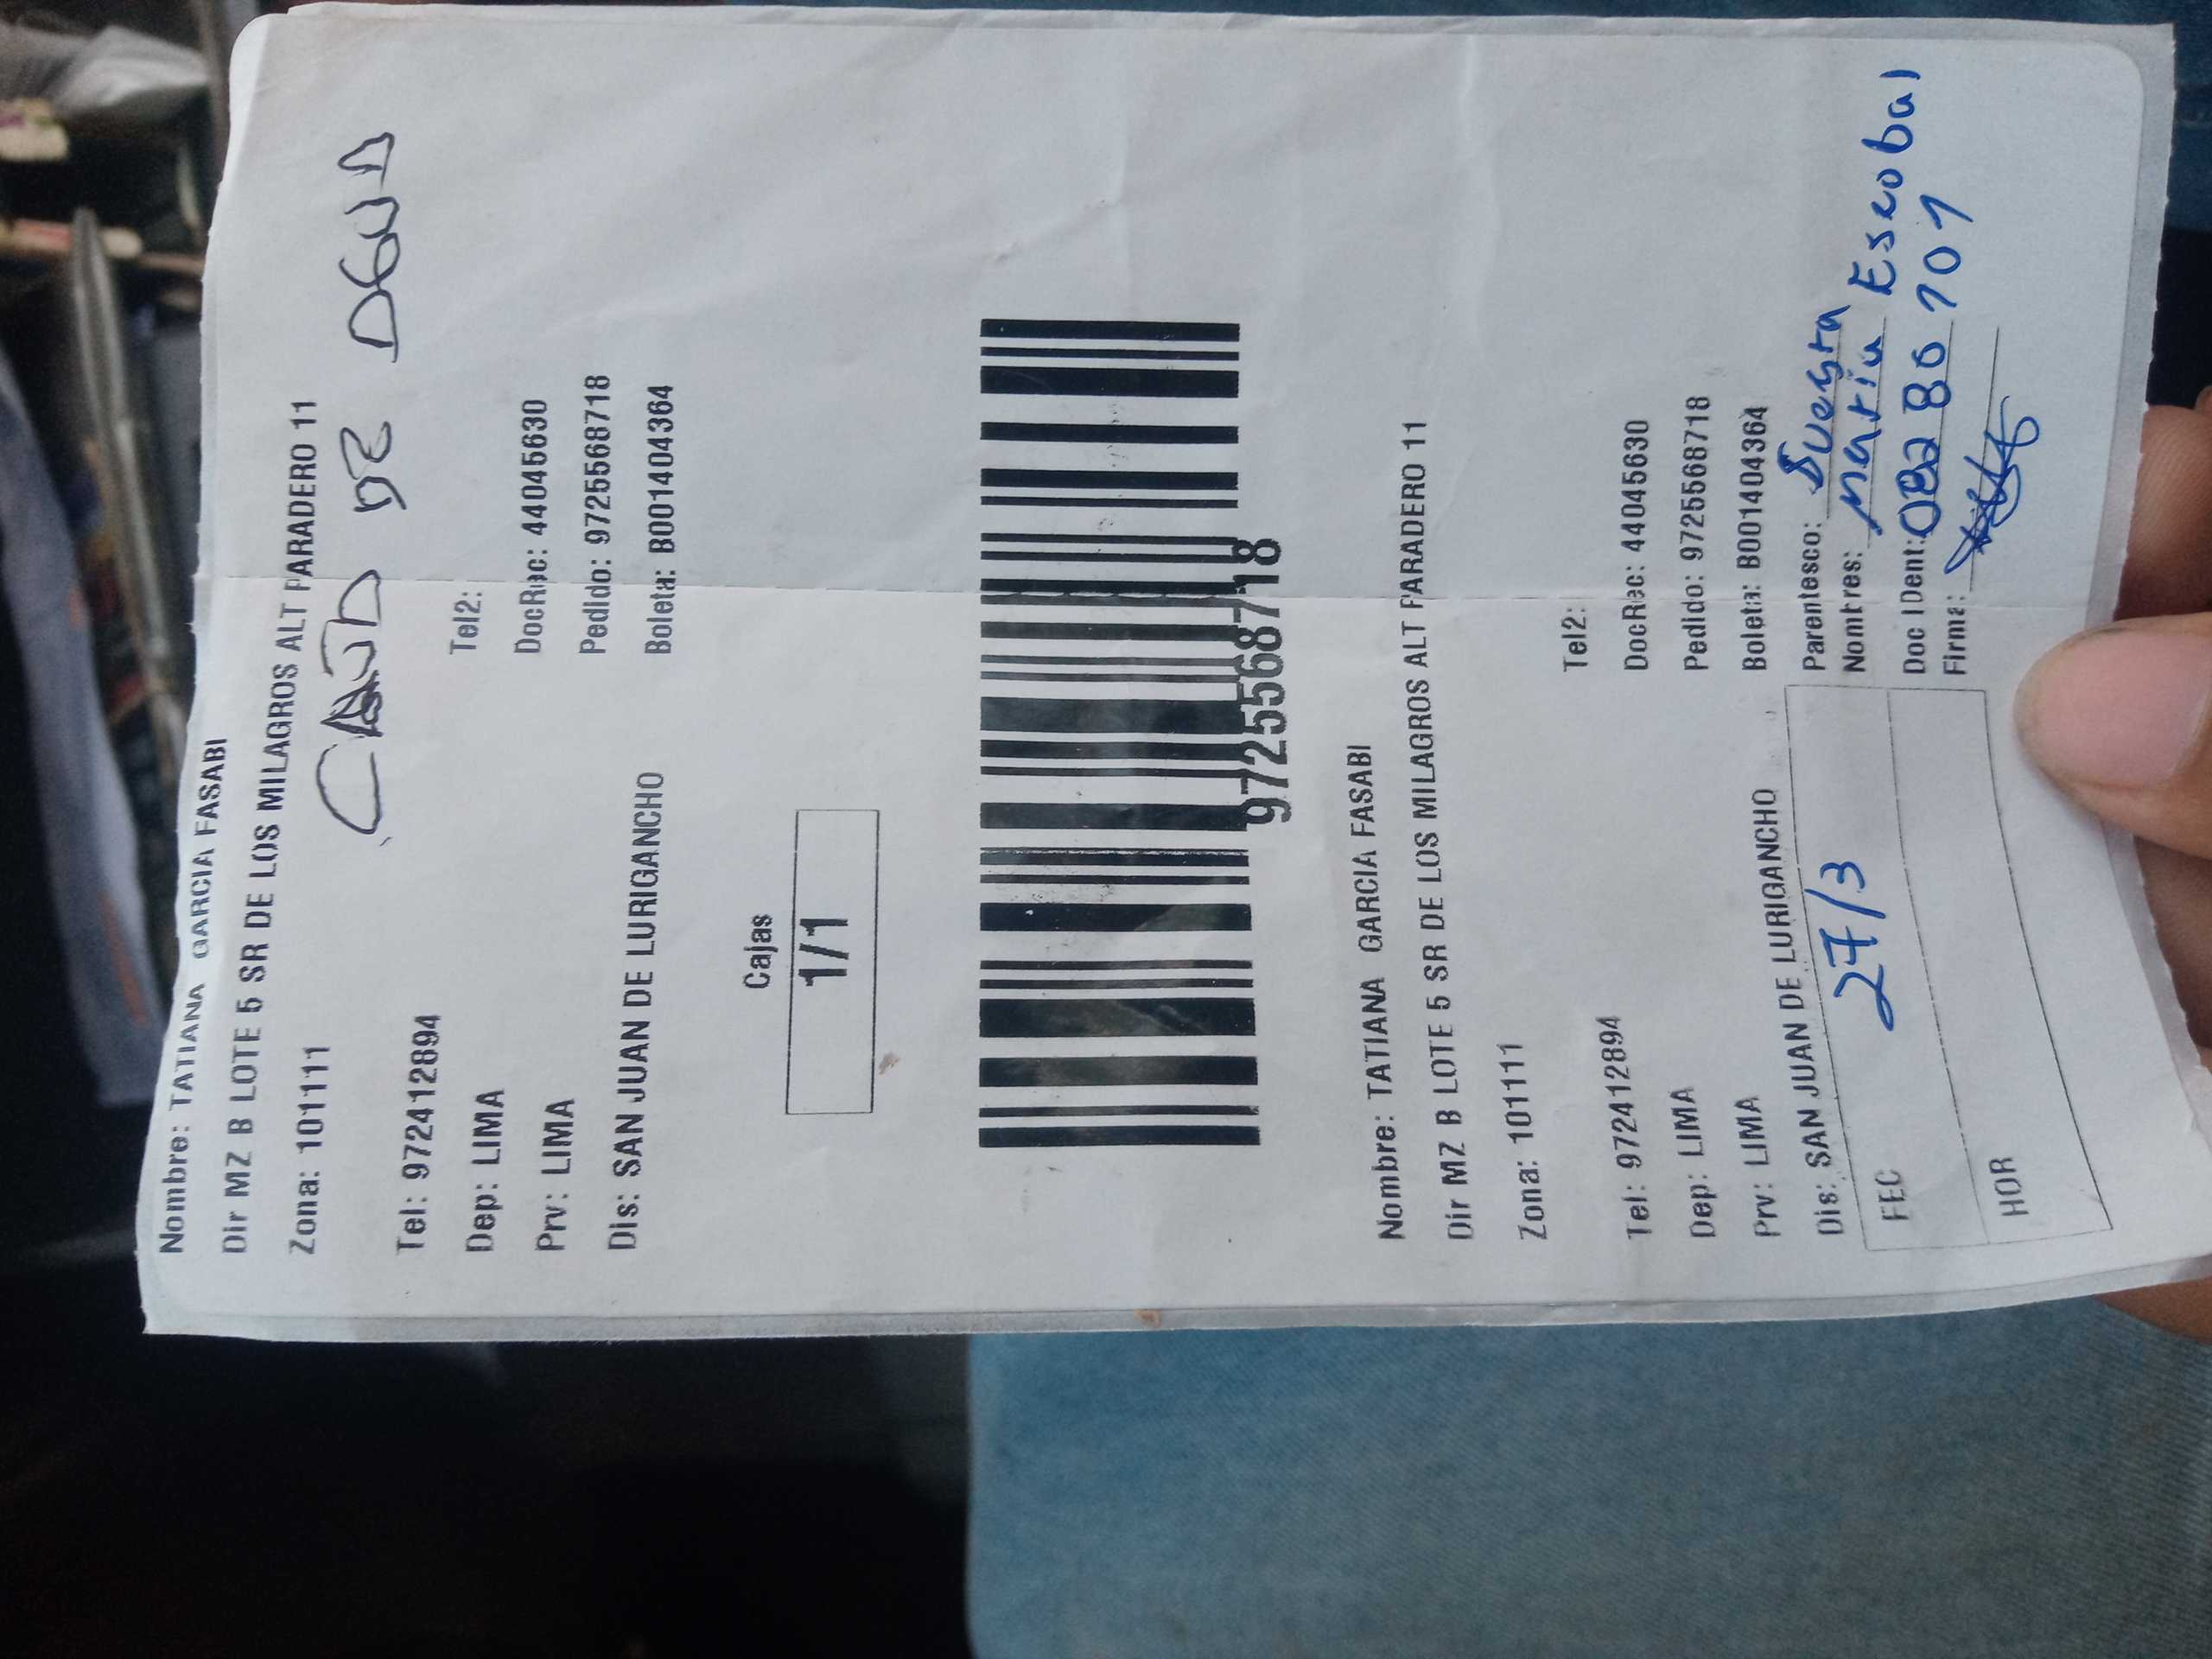 Nombre: TATIANA GARCIA FASABI
Dir MZ B LOTE 5 SR DE LOS MILAGROS ALT PARADERO 11
Zona: 101111
CAND DE DGUD
Tel: 972412894
Tel2:
Dep: LIMA
DocRec: 44045630
Prv: LIMA
Pedido: 9725568718
Dis: SAN JUAN DE LURIGANCHO
Boleta: B001404364
Cajas
1/1
9725568718
Nombre: TATIANA GARCIA FASABI
Dir MZ B LOTE 5 SR DE LOS MILAGROS ALT PARADERO 11
Zona: 101111
Tel2:
Tel: 972412894
DocRec: 44045630
Dep: LIMA
Pedido: 9725568718
Prv: LIMA
Boleta: B001404364
Dis: SAN JUAN DE LURIGANCHO
Parentesco: Suegra
Nombres: maria Escobal
FEC 27/3
Doc IDent:
Firma:
HOR